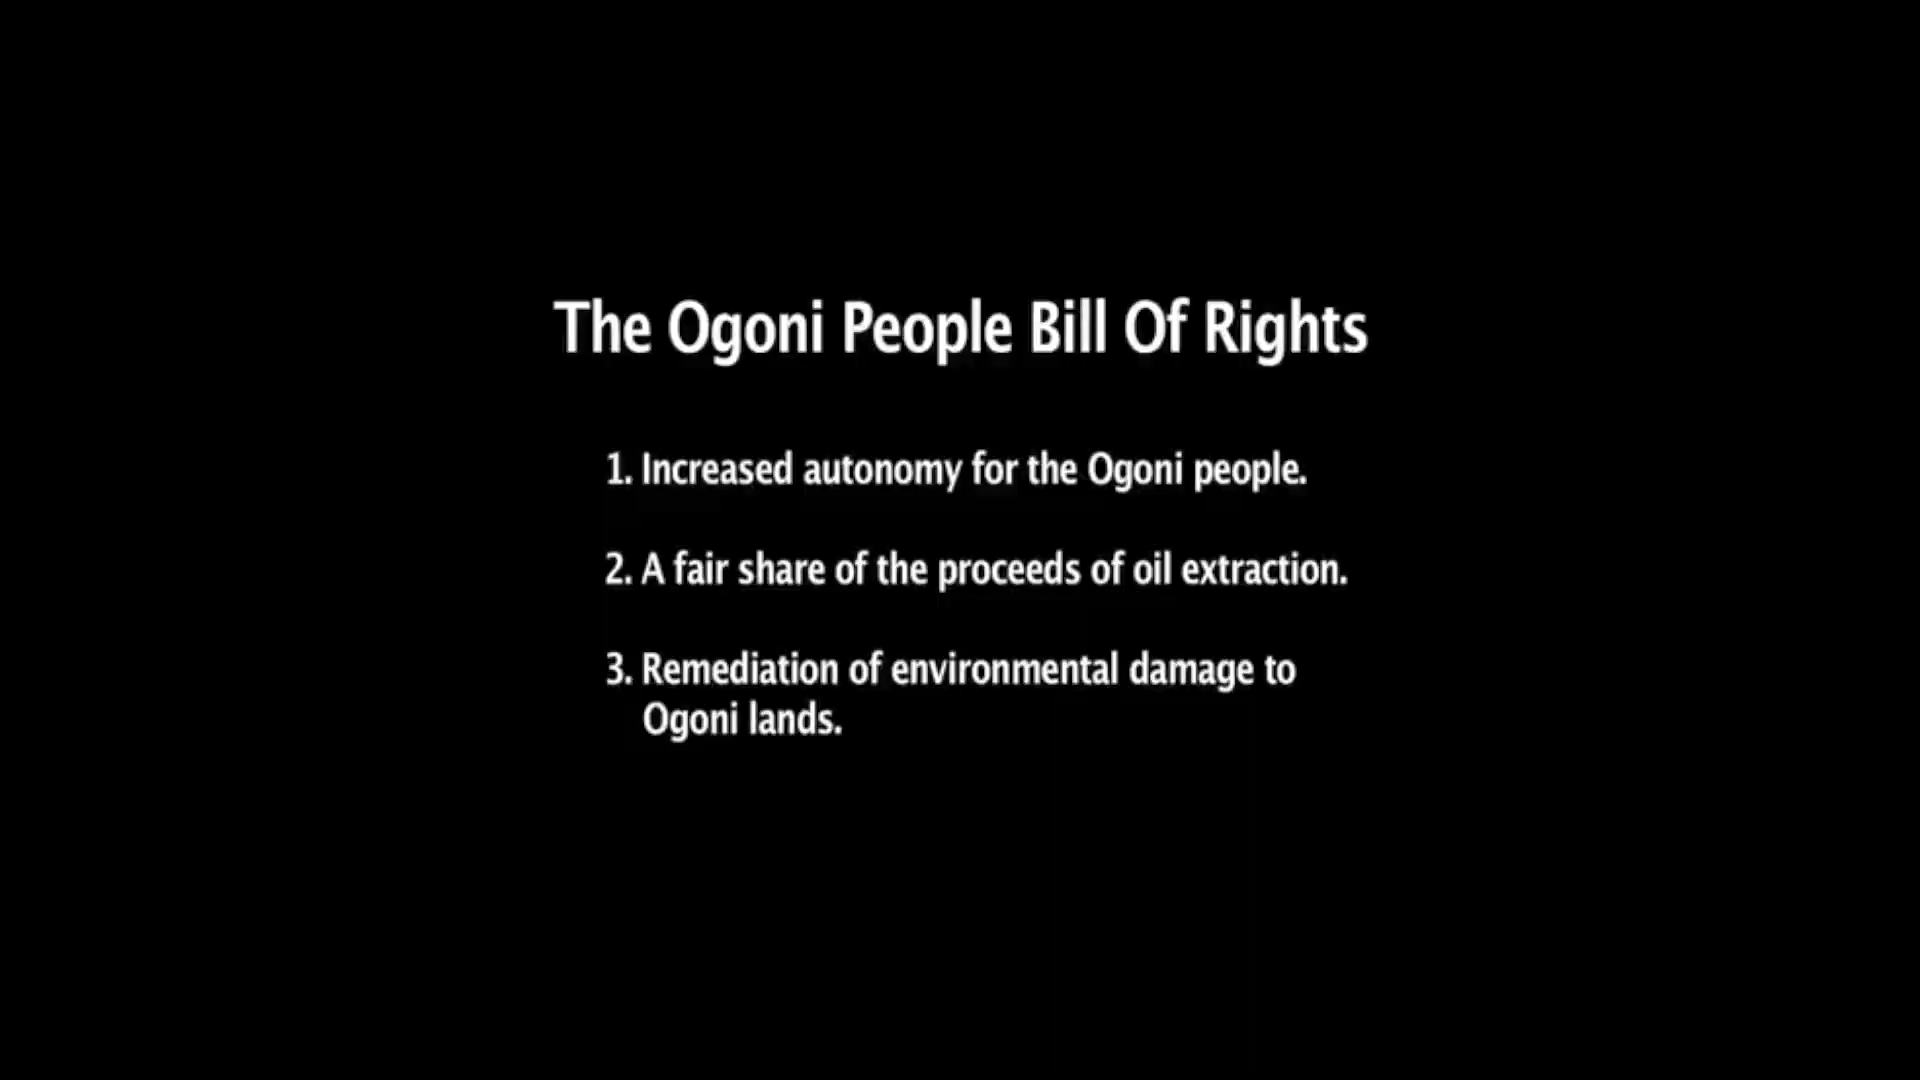 The Ogoni People Bill Of Rights
1. Increased autonomy for the Ogoni people.
2. A fair share of the proceeds of oil extraction.
3. Remediation of environmental damage to
Ogoni lands.